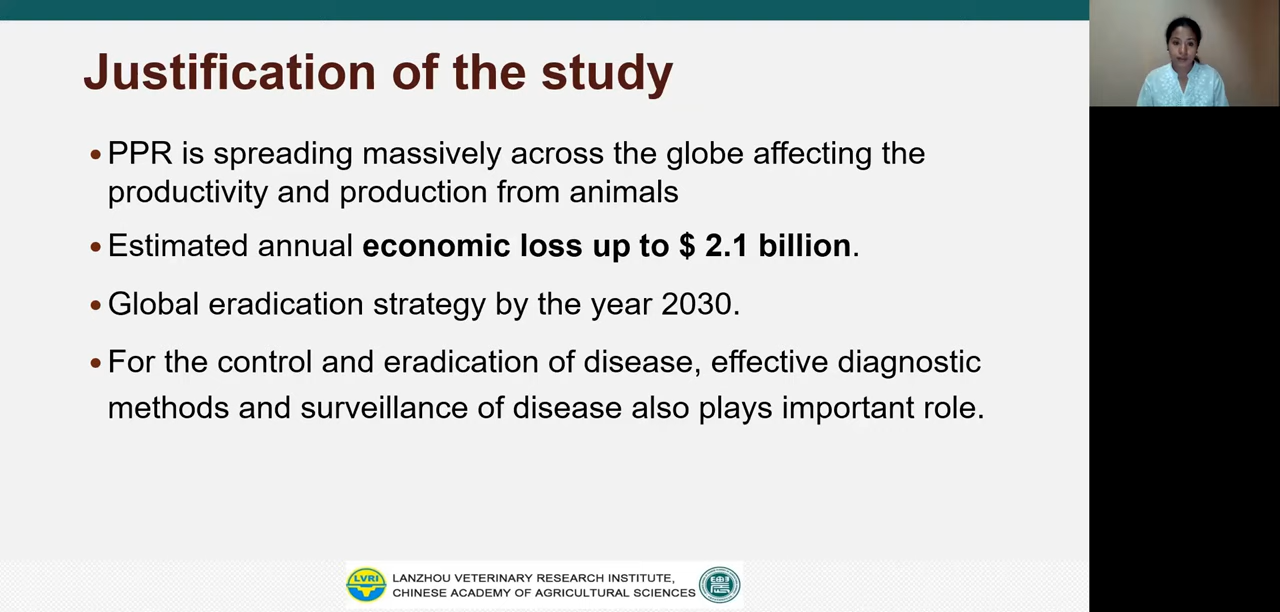 Justification of the study
•PPR is spreading massively across the globe affecting the
productivity and production from animals
•Estimated annual economic loss up to $ 2.1 billion.
•Global eradication strategy by the year 2030.
•For the control and eradication of disease, effective diagnostic
methods and surveillance of disease also plays important role.
LVRI
LANZHOU VETERINARY RESEARCH INSTITUTE,
CHINESE ACADEMY OF AGRICULTURAL SCIENCES